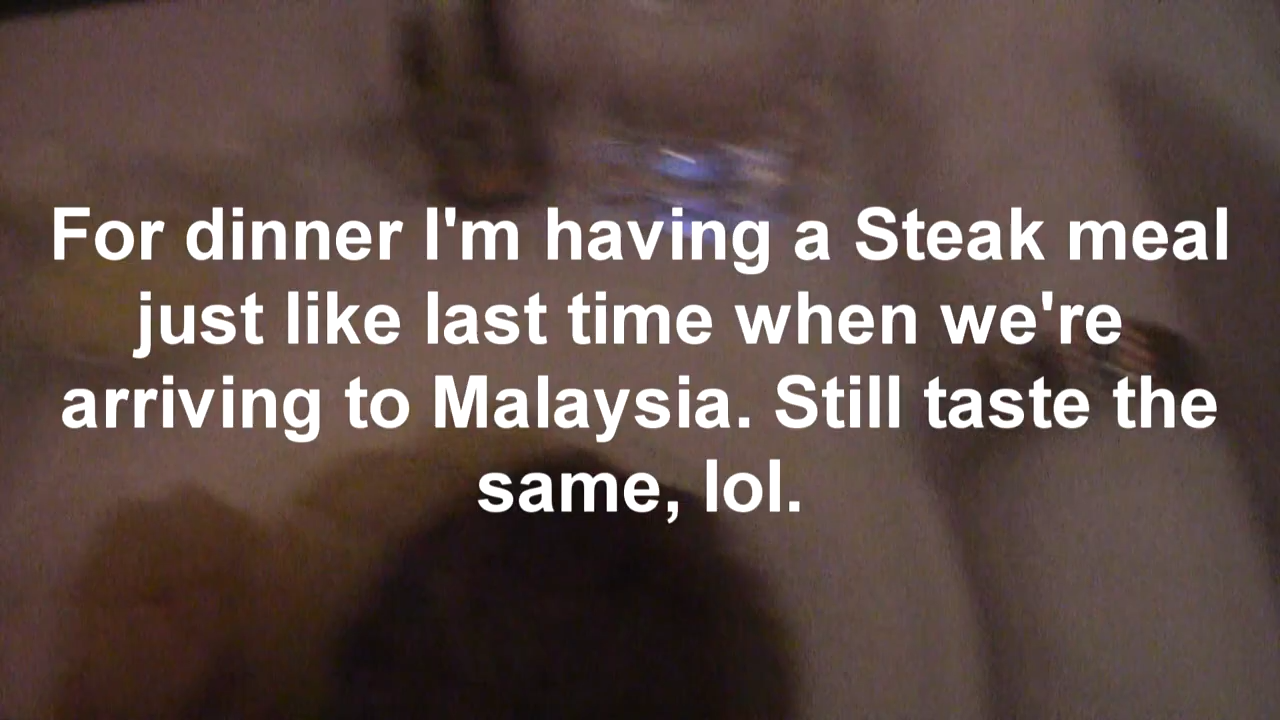 For dinner I'm having a Steak meal
just like last time when we're
arriving to Malaysia. Still taste the
same, lol.